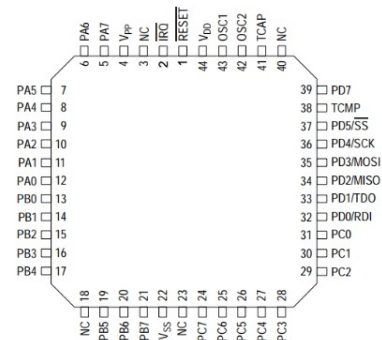 PA6 PA7 VPP NC IRQ RESET VDD OSC1 OSC2 TCAP NC
6 5 4 3 2 1 44 43 42 41 40
PA5 7
PA4 8
PA3 9
PA2 10
PA1 11
PA0 12
PB0 13
PB1 14
PB2 15
PB3 16
PB4 17
39 PD7
38 TCMP
37 PD5/SS
36 PD4/SCK
35 PD3/MOSI
34 PD2/MISO
33 PD1/TDO
32 PD0/RDI
31 PC0
30 PC1
29 PC2
18 19 20 21 22 23 24 25 26 27 28
NC PB5 PB6 PB7 VSS NC PC7 PC6 PC5 PC4 PC3